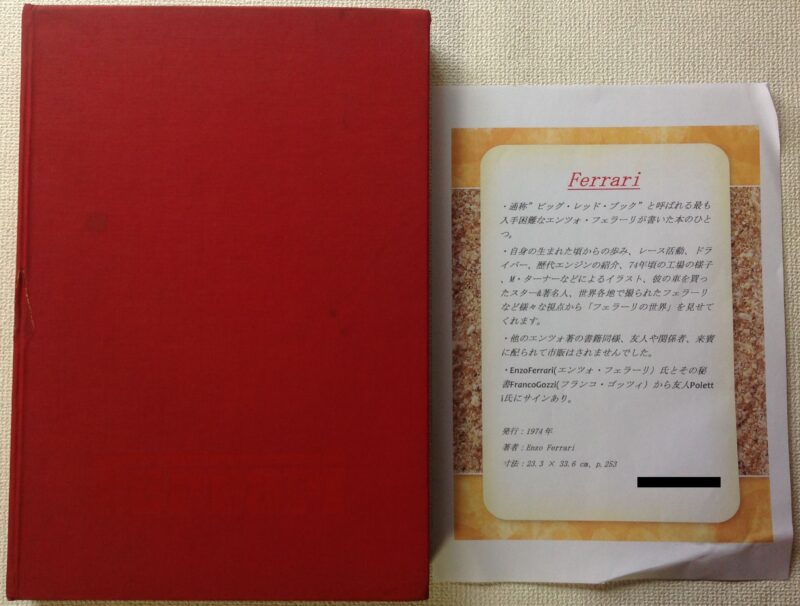 Ferrari
・通称”ビッグ・レッド・ブック”と呼ばれる最も
入手困難なエンツォ・フェラーリが書いた本のひと
つ。
・自身の生まれた頃からの歩み、レース活動、ドラ
イバー、歴代エンジンの紹介、74年頃の工場の様子
、M・ターナーなどによるイラスト、彼の車を買っ
たスター&著名人、世界各地で撮られたフェラーリ
など様々な視点から「フェラーリの世界」を見せて
くれます。
・他のエンツォ著の書籍同様、友人や関係者、来賓
に配られて市販はされませんでした。
・EnzoFerrari(エンツォ・フェラーリ）氏とその秘
書FrancoGozzi(フランコ・ゴッツィ）から友人Polett
i氏にサインあり。
発行：1974年
著者：Enzo Ferrari
寸法：23.3 × 33.6 cm, p.253